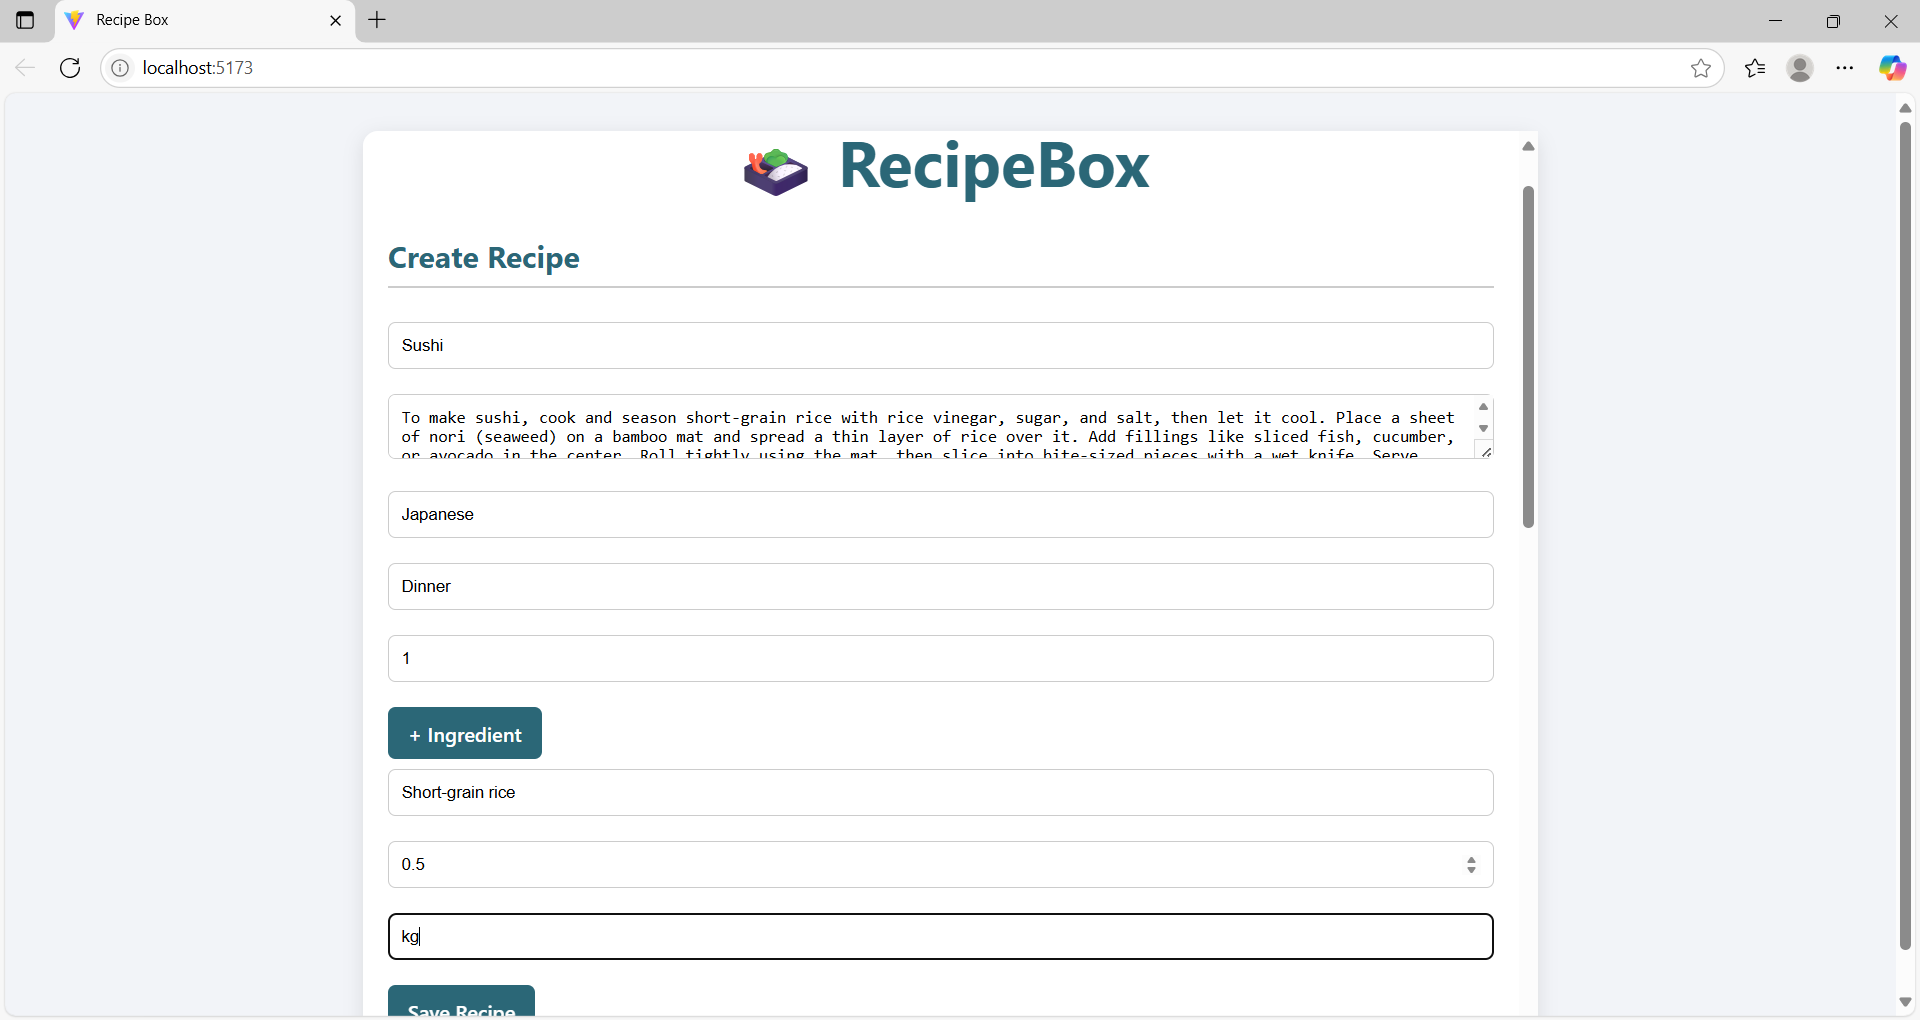 Recipe Box
localhost:5173
RecipeBox
Create Recipe
Sushi
To make sushi, cook and season short-grain rice with rice vinegar, sugar, and salt, then let it cool. Place a sheet
of nori (seaweed) on a bamboo mat and spread a thin layer of rice over it. Add fillings like sliced fish, cucumber,
or avocado in the center. Roll tightly using the mat, then slice into bite-sized pieces with a wet knife. Serve
Japanese
Dinner
1
+ Ingredient
Short-grain rice
0.5
kg
Save Recipe